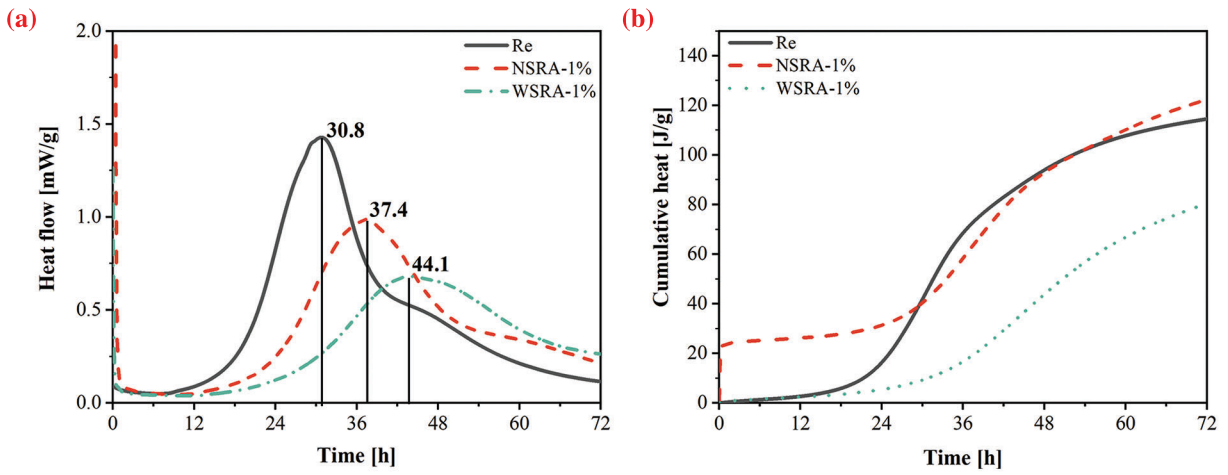 (a)
Heat flow [mW/g]
2.0
1.5
1.0
0.5
0.0
Re
NSRA-1%
WSRA-1%
30.8
37.4
44.1
0
12
24
36
48
60
72
Time [h]
(b)
Cumulative heat [J/g]
140
120
100
80
60
40
20
0
Re
NSRA-1%
WSRA-1%
0
12
24
36
48
60
72
Time [h]